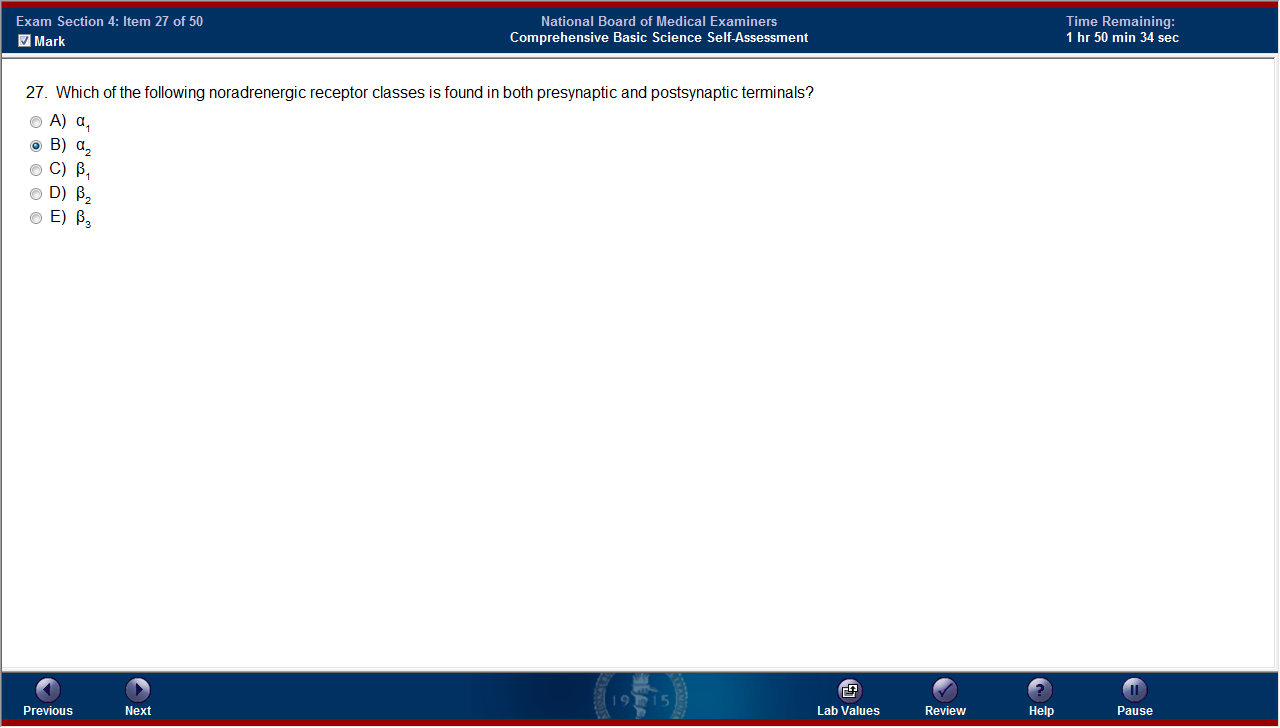 Exam Section 4: Item 27 of 50
National Board of Medical Examiners
Time Remaining:
Mark
Comprehensive Basic Science Self-Assessment
1 hr 50 min 34 sec
27. Which of the following noradrenergic receptor classes is found in both presynaptic and postsynaptic terminals?
A) α₁
B) α₂
C) β₁
D) β₂
E) β₃
19 15
Previous
Next
Lab Values
Review
Help
Pause